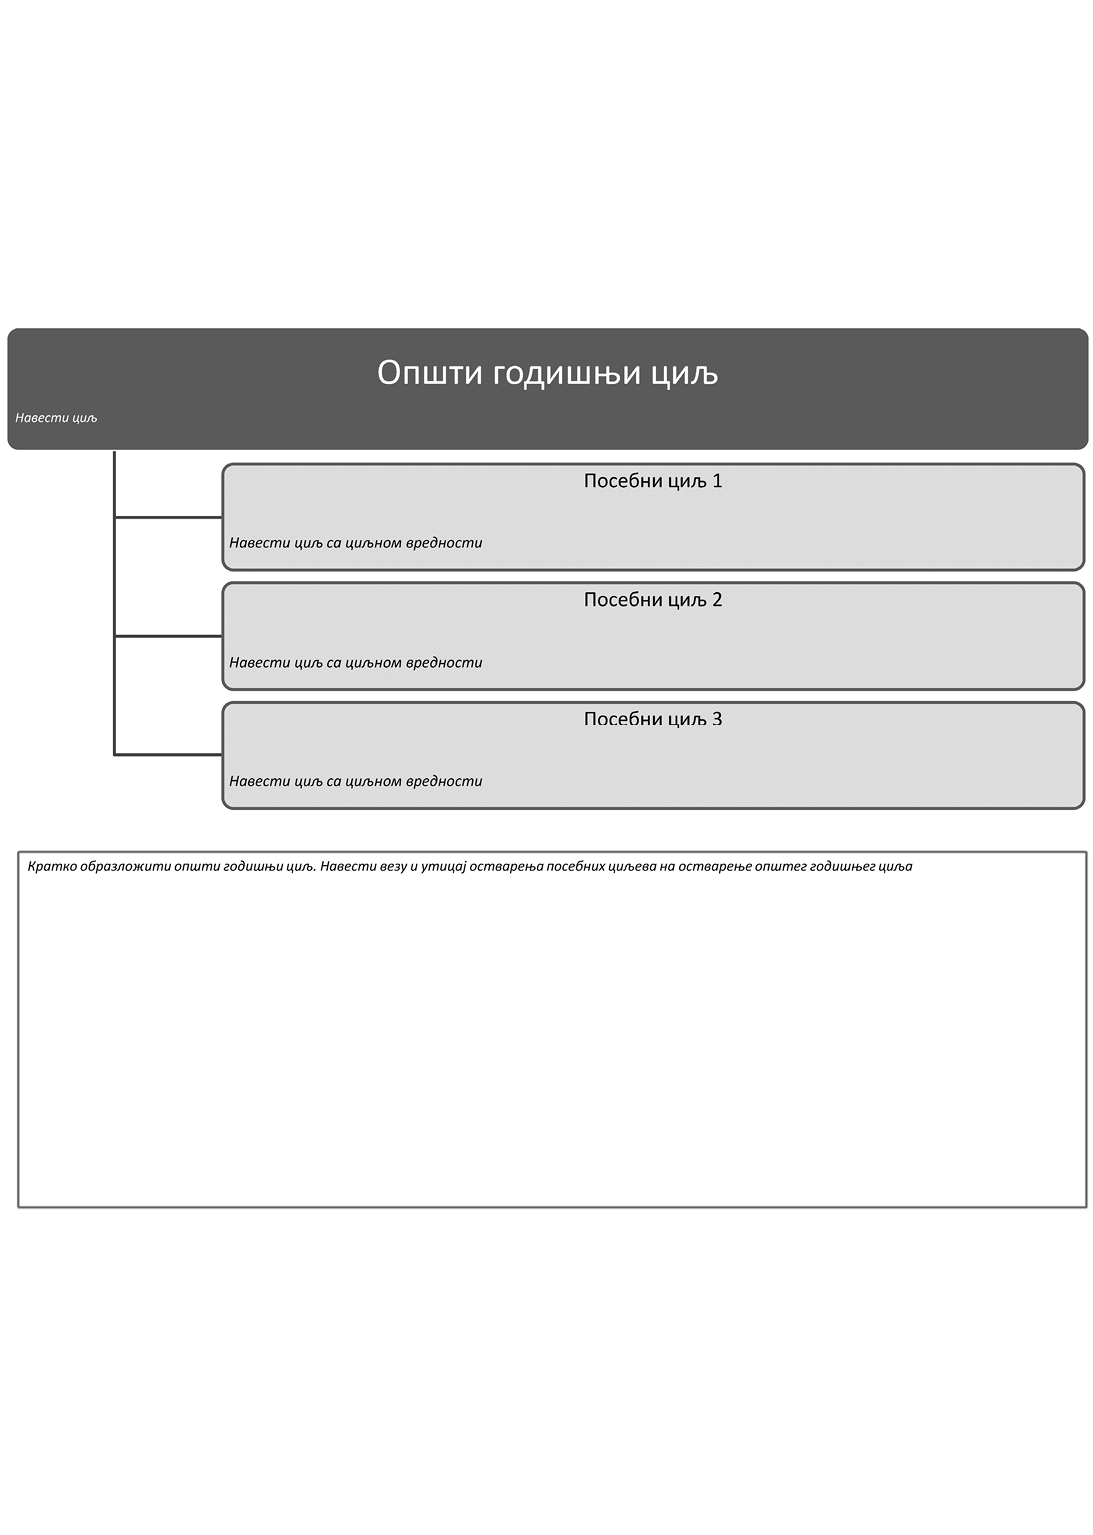 Општи годишњи циљ
Навести циљ
Посебни циљ 1
Навести циљ са циљном вредности
Посебни циљ 2
Навести циљ са циљном вредности
Посебни циљ 3
Навести циљ са циљном вредности
Кратко образложити општи годишњи циљ. Навести везу и утицај остварења посебних циљева на остварење општег годишњег циља